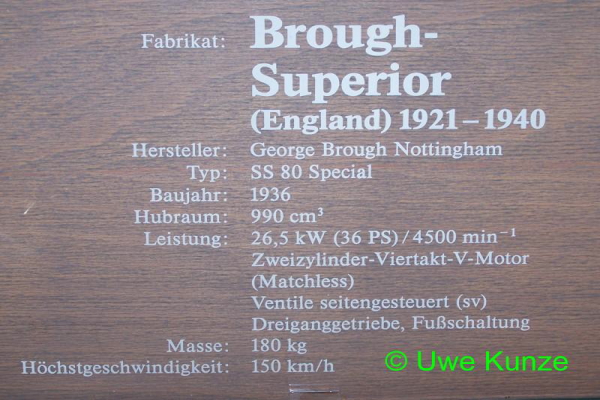 Fabrikat: Brough-
Superior
(England) 1921 – 1940
Hersteller: George Brough Nottingham
Typ: SS 80 Special
Baujahr: 1936
Hubraum: 990 cm³
Leistung: 26,5 kW (36 PS) / 4500 min⁻¹
Zweizylinder-Viertakt-V-Motor
(Matchless)
Ventile seitengesteuert (sv)
Dreiganggetriebe, Fußschaltung
Masse: 180 kg
Höchstgeschwindigkeit: 150 km/h
© Uwe Kunze